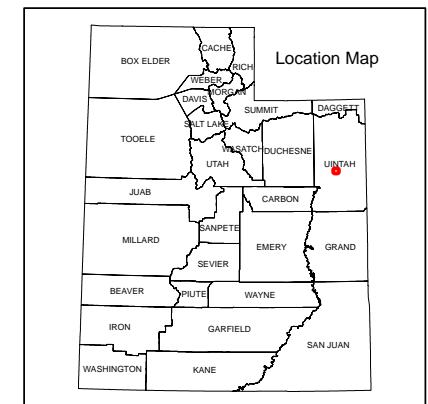 Location Map
CACHE
BOX ELDER
RICH
WEBER
MORGAN
DAVIS
SUMMIT
DAGGETT
SALT LAKE
TOOELE
WASATCH
DUCHESNE
UTAH
UINTAH
JUAB
CARBON
SANPETE
MILLARD
EMERY
GRAND
SEVIER
BEAVER
PIUTE
WAYNE
IRON
GARFIELD
SAN JUAN
WASHINGTON
KANE